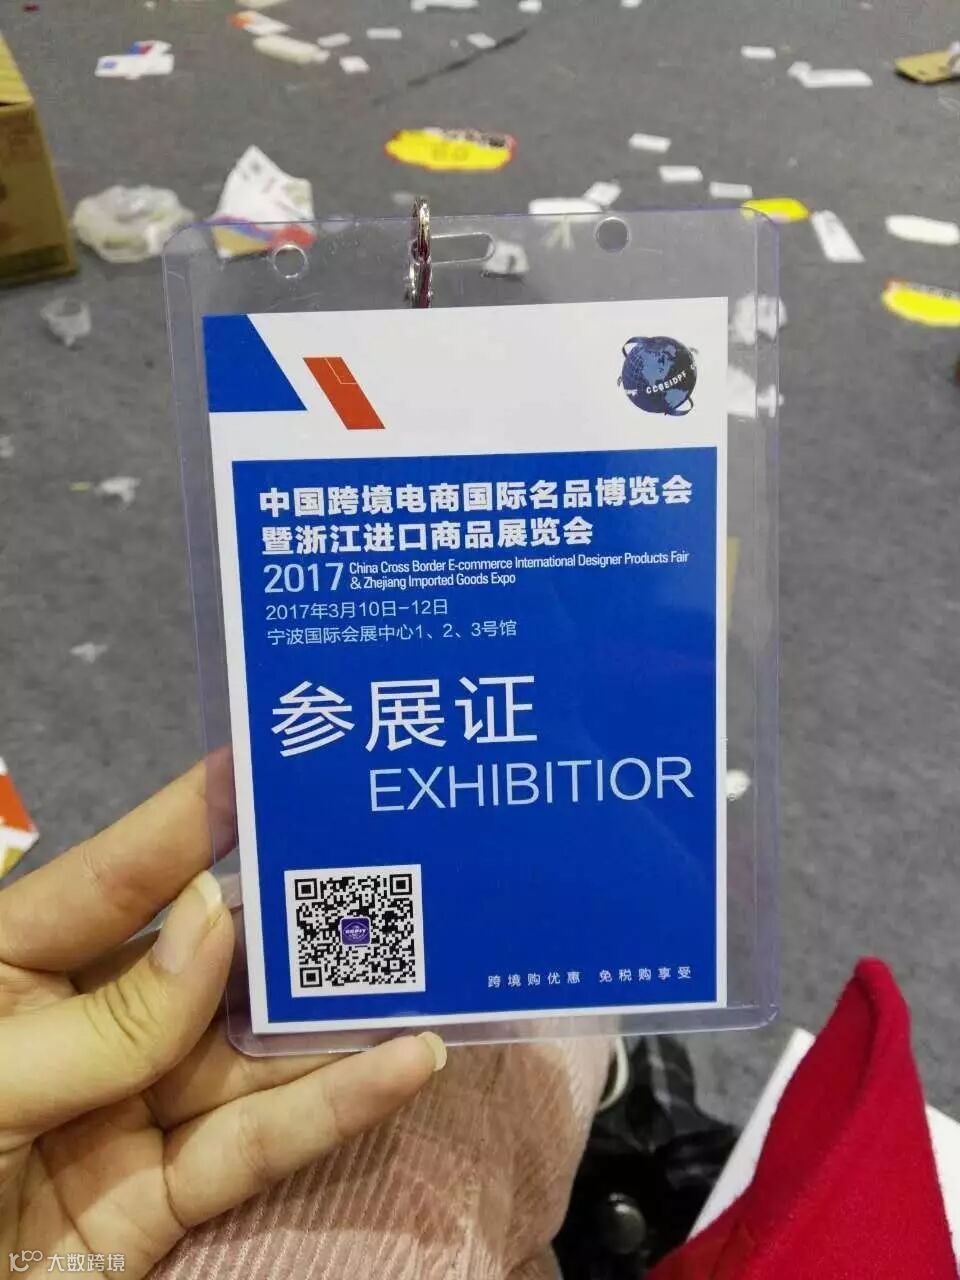 CCBEIDPF
中国跨境电商国际名品博览会
暨浙江进口商品展览会
2017 China Cross Border E-commerce International Designer Products Fair
& Zhejiang Imported Goods Expo
2017年3月10日-12日
宁波国际会展中心1、2、3号馆
参展证
EXHIBITIOR
跨境购优惠 免税购享受
大数跨境